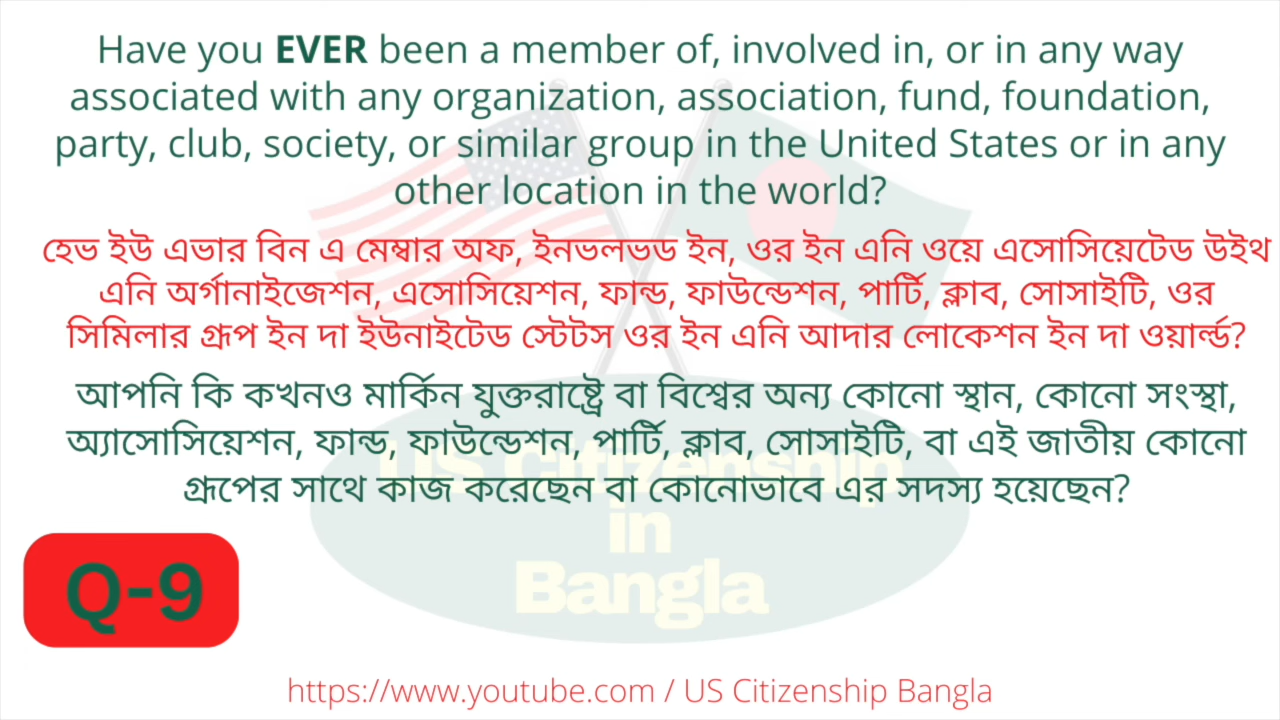 Have you EVER been a member of, involved in, or in any way
associated with any organization, association, fund, foundation,
party, club, society, or similar group in the United States or in any
other location in the world?
হেভ ইউ এভার বিন এ মেম্বার অফ, ইনভলভড ইন, ওর ইন এনি ওয়ে এসোসিয়েটেড উইথ
এনি অর্গানাইজেশন, এসোসিয়েশন, ফান্ড, ফাউন্ডেশন, পার্টি, ক্লাব, সোসাইটি, ওর
সিমিলার গ্রূপ ইন দা ইউনাইটেড স্টেটস ওর ইন এনি আদার লোকেশন ইন দা ওয়ার্ল্ড?
আপনি কি কখনও মার্কিন যুক্তরাষ্ট্রে বা বিশ্বের অন্য কোনো স্থান, কোনো সংস্থা,
অ্যাসোসিয়েশন, ফান্ড, ফাউন্ডেশন, পার্টি, ক্লাব, সোসাইটি, বা এই জাতীয় কোনো
গ্রূপের সাথে কাজ করেছেন বা কোনোভাবে এর সদস্য হয়েছেন?
US Citizenship
in
Bangla
Q-9
https://www.youtube.com / US Citizenship Bangla